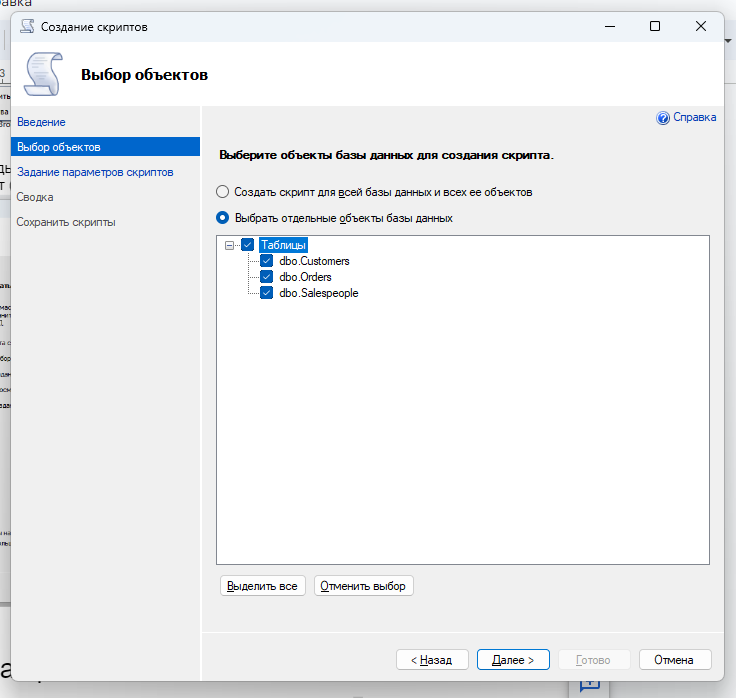 Создание скриптов
Выбор объектов
Введение
Выбор объектов
Задание параметров скриптов
Сводка
Сохранить скрипты
Справка
Выберите объекты базы данных для создания скрипта.
Создать скрипт для всей базы данных и всех ее объектов
Выбрать отдельные объекты базы данных
Таблицы
dbo.Customers
dbo.Orders
dbo.Salespeople
Выделить все
Отменить выбор
< Назад
Далее >
Готово
Отмена